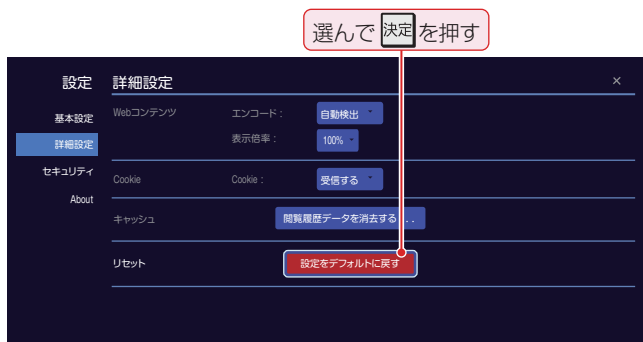 選んで 決定 を押す
設定 詳細設定 ×
基本設定 Webコンテンツ エンコード： 自動検出
詳細設定 表示倍率： 100%
セキュリティ Cookie Cookie： 受信する
About
キャッシュ 閲覧履歴データを消去する...
リセット 設定をデフォルトに戻す